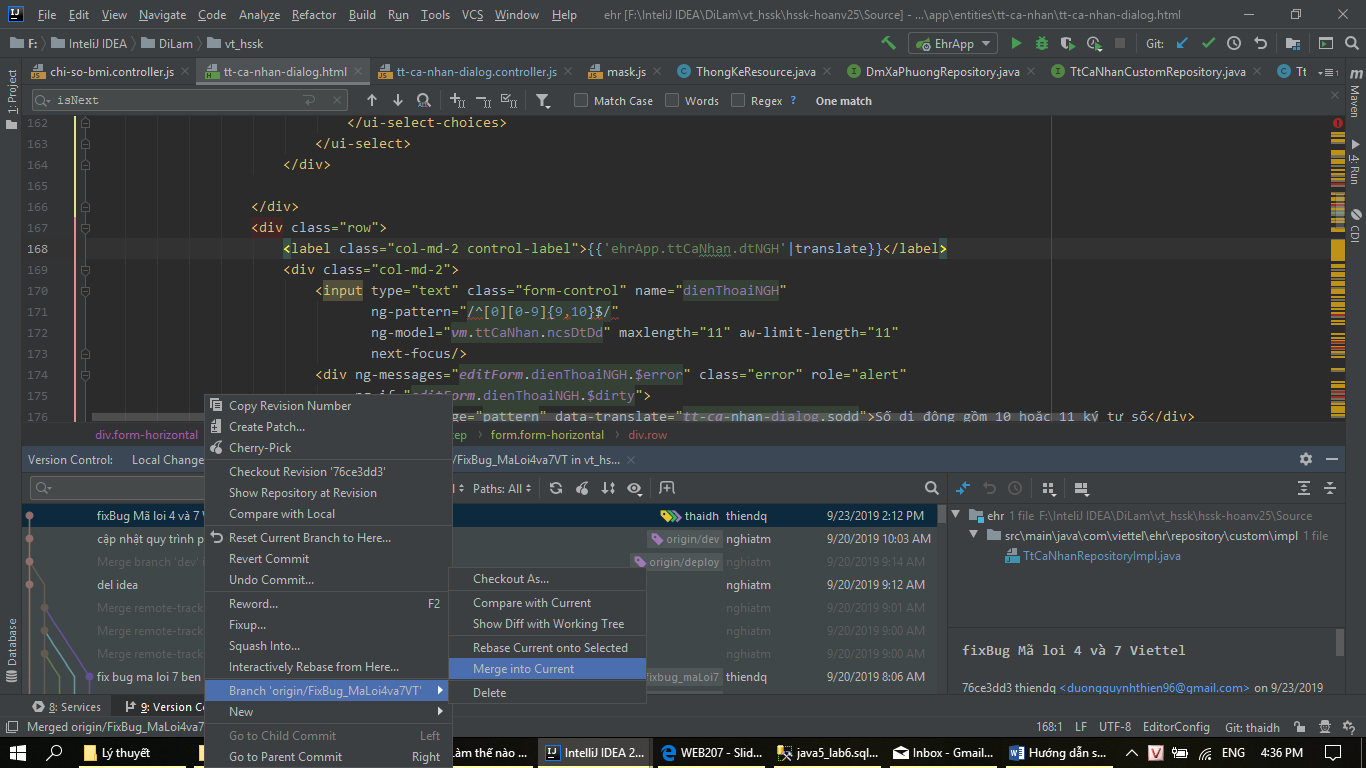 File Edit View Navigate Code Analyze Refactor Build Run Tools VCS Window Help ehr [F:\InteliJ IDEA\DiLam\vt_hssk\hssk-hoanv25\Source] - ...\app\entities\tt-ca-nhan\tt-ca-nhan-dialog.html
F: InteliJ IDEA DiLam vt_hssk EhrApp Git:
chi-so-bmi.controller.js tt-ca-nhan-dialog.html tt-ca-nhan-dialog.controller.js mask.js ThongKeResource.java DmXaPhuongRepository.java TtCaNhanCustomRepository.java Tt
isNext Match Case Words Regex ? One match
1: Project
Maven
4: Run
CDI
Database
162 </ui-select-choices>
163 </ui-select>
164 </div>
165
166 </div>
167 <div class="row">
168 <label class="col-md-2 control-label">{{'ehrApp.ttCaNhan.dtNGH'|translate}}</label>
169 <div class="col-md-2">
170 <input type="text" class="form-control" name="dienThoaiNGH"
171 ng-pattern="/^[0][0-9]{9,10}$/"
172 ng-model="vm.ttCaNhan.ncsDtDd" maxlength="11" aw-limit-length="11"
173 next-focus/>
174 <div ng-messages="editForm.dienThoaiNGH.$error" class="error" role="alert"
175 ng-if="editForm.dienThoaiNGH.$dirty">
176 ge="pattern" data-translate="tt-ca-nhan-dialog.sodd">Số di động gồm 10 hoặc 11 ký tự số</div>
div.form-horizontal ep form.form-horizontal div.row
Version Control: Local Change /FixBug_MaLoi4va7VT in vt_hs...
Paths: All
fixBug Mã loi 4 và 7 V thaidh thiendq 9/23/2019 2:12 PM
cập nhật quy trình p origin/dev nghiatm 9/20/2019 10:03 AM
Merge branch 'dev' i origin/deploy nghiatm 9/20/2019 9:14 AM
del idea nghiatm 9/20/2019 9:12 AM
Merge remote-track nghiatm 9/20/2019 9:01 AM
Merge remote-track nghiatm 9/20/2019 9:00 AM
Merge remote-track nghiatm 9/20/2019 9:00 AM
fix bug ma loi 7 ben fixbug_maloi7 thiendq 9/20/2019 8:06 AM
Copy Revision Number
Create Patch...
Cherry-Pick
Checkout Revision '76ce3dd3'
Show Repository at Revision
Compare with Local
Reset Current Branch to Here...
Revert Commit
Undo Commit...
Reword... F2
Fixup...
Squash Into...
Interactively Rebase from Here...
Branch 'origin/FixBug_MaLoi4va7VT'
New
Go to Child Commit Left
Go to Parent Commit Right
Checkout As...
Compare with Current
Show Diff with Working Tree
Rebase Current onto Selected
Merge into Current
Delete
ehr 1 file F:\InteliJ IDEA\DiLam\vt_hssk\hssk-hoanv25\Source
src\main\java\com\viettel\ehr\repository\custom\impl 1 file
TtCaNhanRepositoryImpl.java
fixBug Mã loi 4 và 7 Viettel
76ce3dd3 thiendq <duongquynhthien96@gmail.com> on 9/23/2019
8: Services 9: Version Co
Merged origin/FixBug_MaLoi4va7 168:1 LF UTF-8 EditorConfig Git: thaidh
Lý thuyết làm thế nào ... IntelliJ IDEA 2... WEB207 - Slid... java5_lab6.sql... Inbox - Gmail... Hướng dẫn s... ENG 4:36 PM